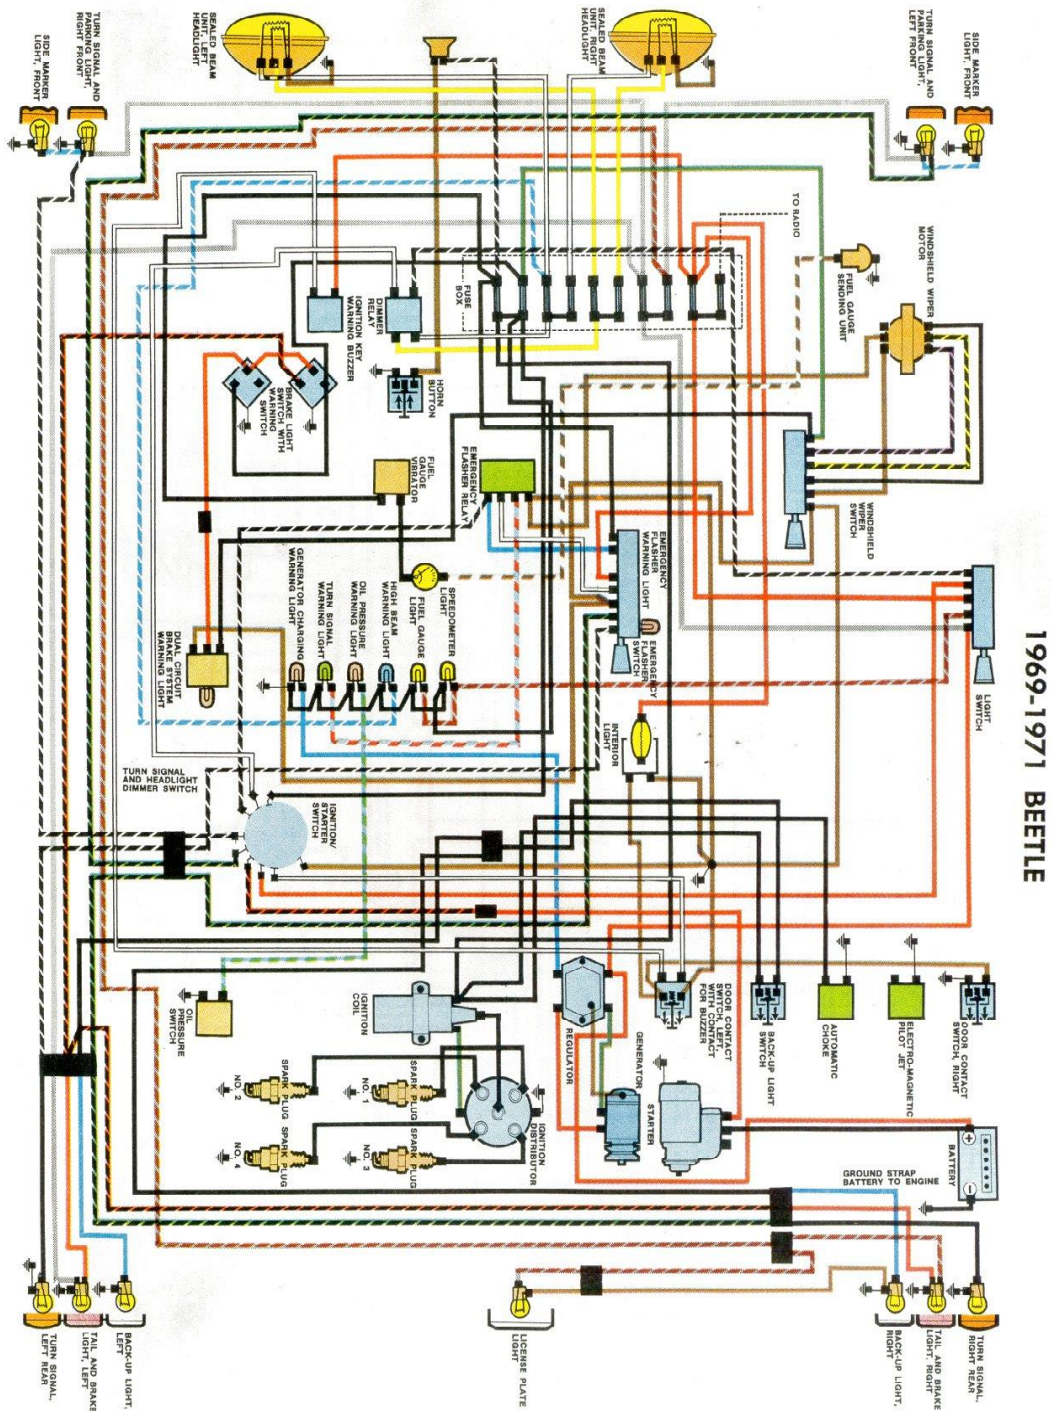 1969-1971 BEETLE
SIDE MARKER
LIGHT, FRONT
TURN SIGNAL AND
PARKING LIGHT,
LEFT FRONT
SEALED BEAM
UNIT, RIGHT
HEADLIGHT
SEALED BEAM
UNIT, LEFT
HEADLIGHT
TURN SIGNAL AND
PARKING LIGHT,
RIGHT FRONT
SIDE MARKER
LIGHT, FRONT
WINDSHIELD WIPER
MOTOR
FUEL GAUGE
SENDING UNIT
TO RADIO
FUSE
BOX
DIMMER
RELAY
IGNITION KEY
WARNING BUZZER
HORN
BUTTON
BRAKE LIGHT
SWITCH WITH
WARNING
SWITCH
WINDSHIELD
WIPER
SWITCH
EMERGENCY
FLASHER RELAY
FUEL
GAUGE
VIBRATOR
LIGHT
SWITCH
EMERGENCY
FLASHER
WARNING LIGHT
EMERGENCY
FLASHER
SWITCH
SPEEDOMETER
LIGHT
FUEL GAUGE
LIGHT
HIGH BEAM
WARNING LIGHT
OIL PRESSURE
WARNING LIGHT
TURN SIGNAL
WARNING LIGHT
GENERATOR CHARGING
WARNING LIGHT
DUAL CIRCUIT
BRAKE SYSTEM
WARNING LIGHT
INTERIOR
LIGHT
TURN SIGNAL
AND HEADLIGHT
DIMMER SWITCH
IGNITION/
STARTER
SWITCH
DOOR CONTACT
SWITCH, RIGHT
ELECTRO-MAGNETIC
PILOT JET
AUTOMATIC
CHOKE
BACK-UP LIGHT
SWITCH
DOOR CONTACT
SWITCH, LEFT,
WITH CONTACT
FOR BUZZER
REGULATOR
IGNITION
COIL
OIL
PRESSURE
SWITCH
GENERATOR
STARTER
BATTERY
+
−
GROUND STRAP
BATTERY TO ENGINE
IGNITION
DISTRIBUTOR
SPARK PLUG
NO. 1
SPARK PLUG
NO. 2
SPARK PLUG
NO. 3
SPARK PLUG
NO. 4
TURN SIGNAL,
RIGHT REAR
TAIL AND BRAKE
LIGHT, RIGHT
BACK-UP LIGHT,
RIGHT
LICENSE PLATE
LIGHT
BACK-UP LIGHT,
LEFT
TAIL AND BRAKE
LIGHT, LEFT
TURN SIGNAL,
LEFT REAR